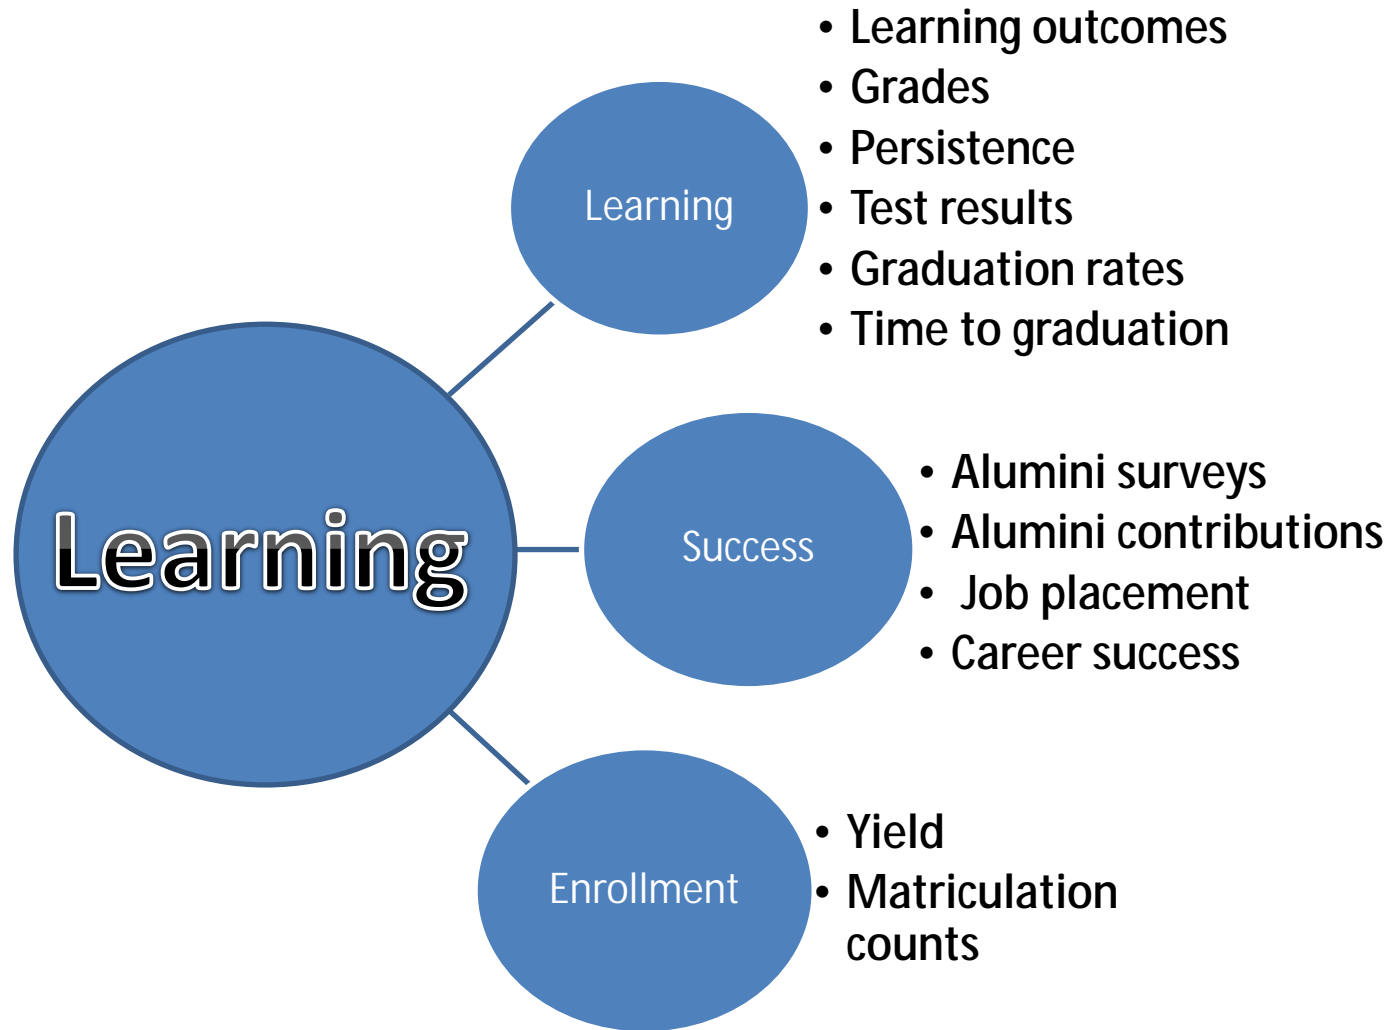 Learning
Learning
• Learning outcomes
• Grades
• Persistence
• Test results
• Graduation rates
• Time to graduation
Success
• Alumini surveys
• Alumini contributions
• Job placement
• Career success
Enrollment
• Yield
• Matriculation
counts